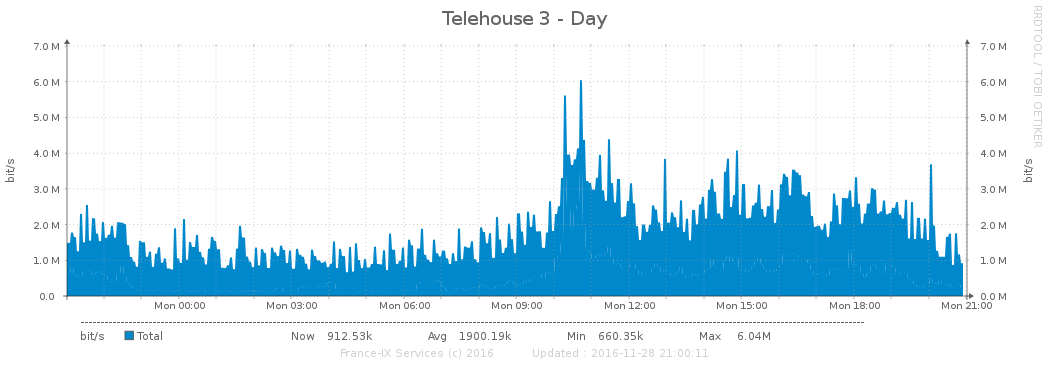 Telehouse 3 - Day
RRDTOOL / TOBI OETIKER
bit/s
7.0 M 7.0 M
6.0 M 6.0 M
5.0 M 5.0 M
4.0 M 4.0 M
3.0 M 3.0 M
2.0 M 2.0 M
1.0 M 1.0 M
0.0 0.0 M
bit/s
Mon 00:00 Mon 03:00 Mon 06:00 Mon 09:00 Mon 12:00 Mon 15:00 Mon 18:00 Mon 21:00
bit/s Total Now 912.53k Avg 1900.19k Min 660.35k Max 6.04M
France-IX Services (c) 2016 Updated : 2016-11-28 21:00:11